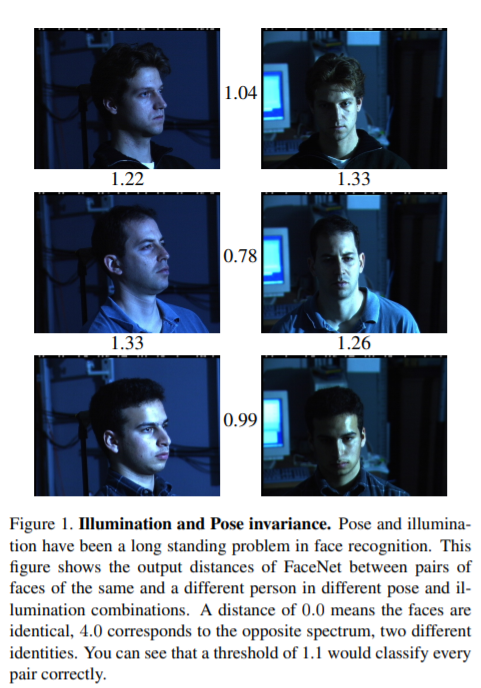 1.04
1.22 1.33
0.78
1.33 1.26
0.99
Figure 1. Illumination and Pose invariance. Pose and illumina-
tion have been a long standing problem in face recognition. This
figure shows the output distances of FaceNet between pairs of
faces of the same and a different person in different pose and il-
lumination combinations. A distance of 0.0 means the faces are
identical, 4.0 corresponds to the opposite spectrum, two different
identities. You can see that a threshold of 1.1 would classify every
pair correctly.